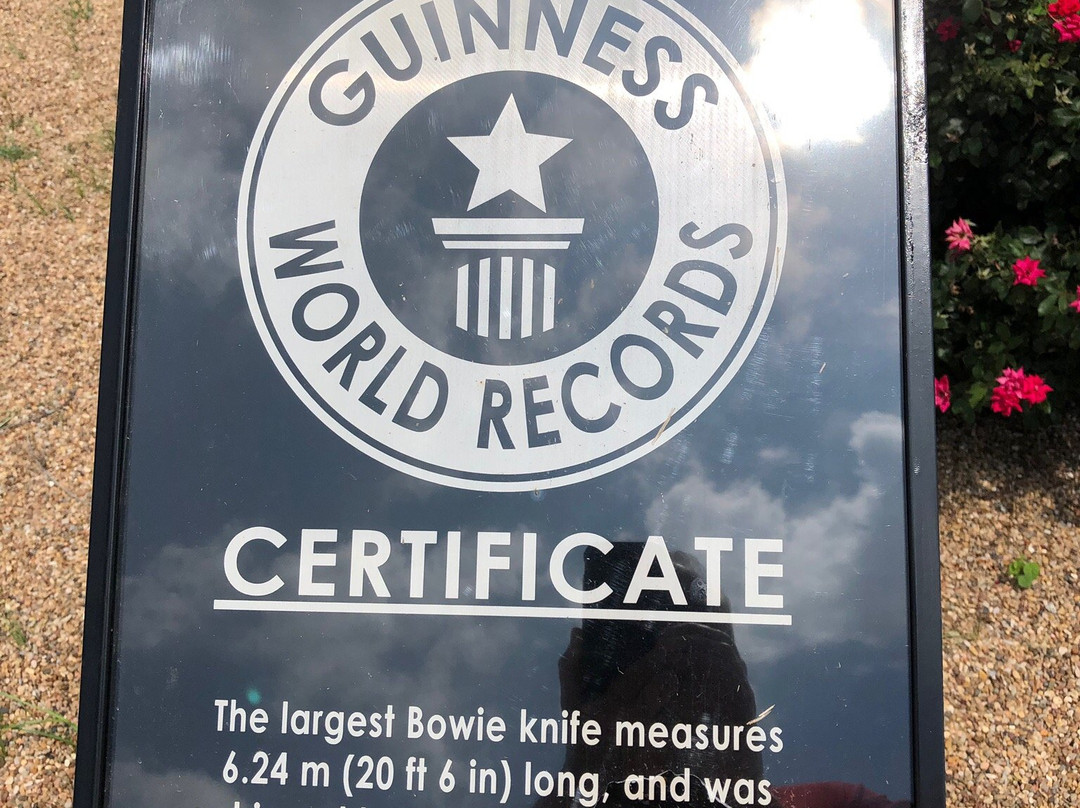 GUINNESS
WORLD RECORDS
CERTIFICATE
The largest Bowie knife measures
6.24 m (20 ft 6 in) long, and was